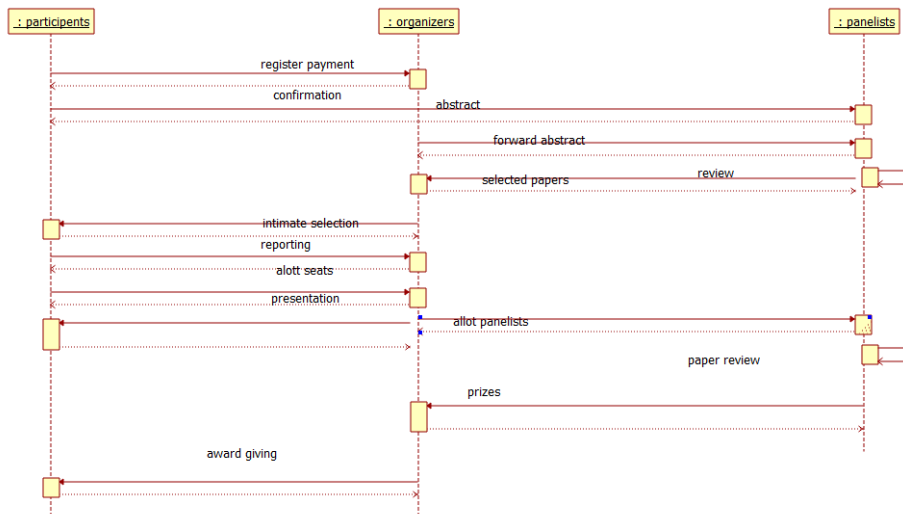 : participents
: organizers
: panelists
register payment
confirmation
abstract
forward abstract
review
selected papers
intimate selection
reporting
alott seats
presentation
allot panelists
paper review
prizes
award giving